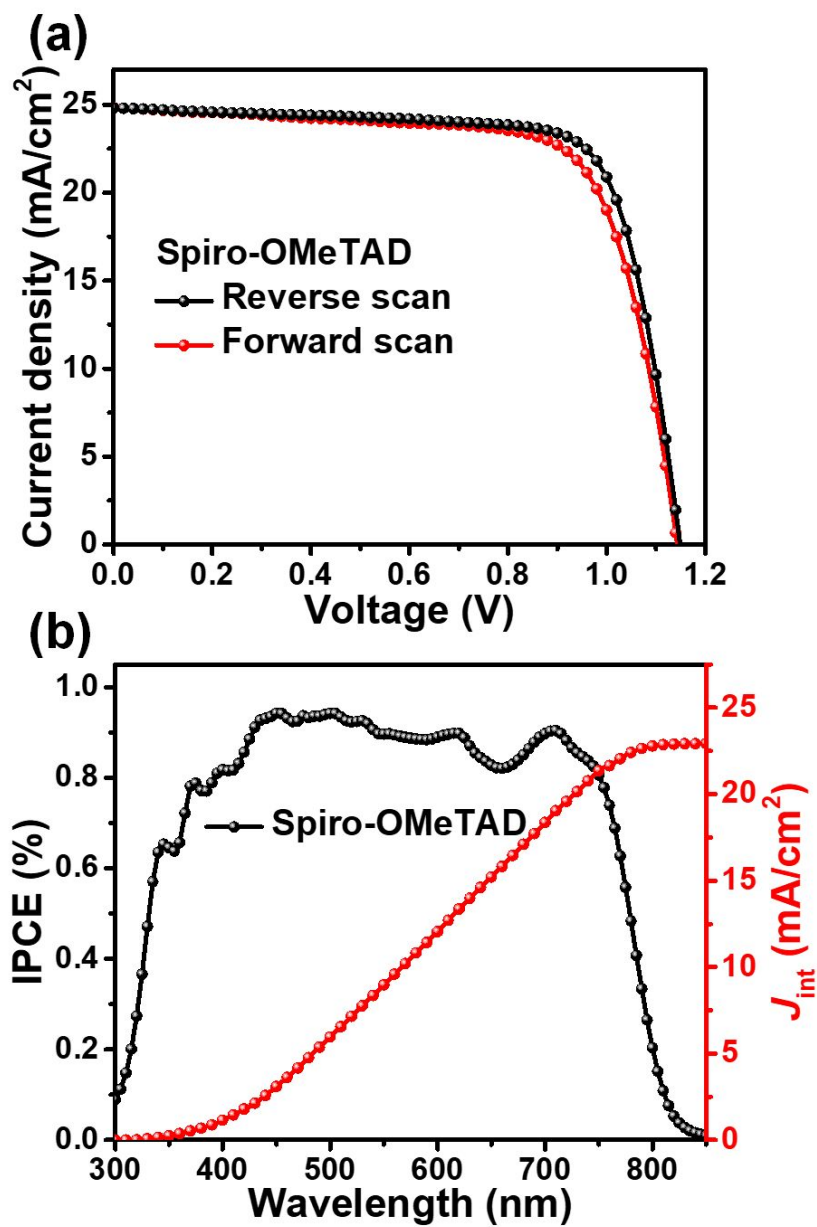 (a)
25
20
15
10
5
0
Current density (mA/cm²)
Spiro-OMeTAD
Reverse scan
Forward scan
0.0 0.2 0.4 0.6 0.8 1.0 1.2
Voltage (V)
(b)
1.0
0.8
0.6
0.4
0.2
0.0
IPCE (%)
Spiro-OMeTAD
25
20
15
10
5
0
J_int (mA/cm²)
300 400 500 600 700 800
Wavelength (nm)